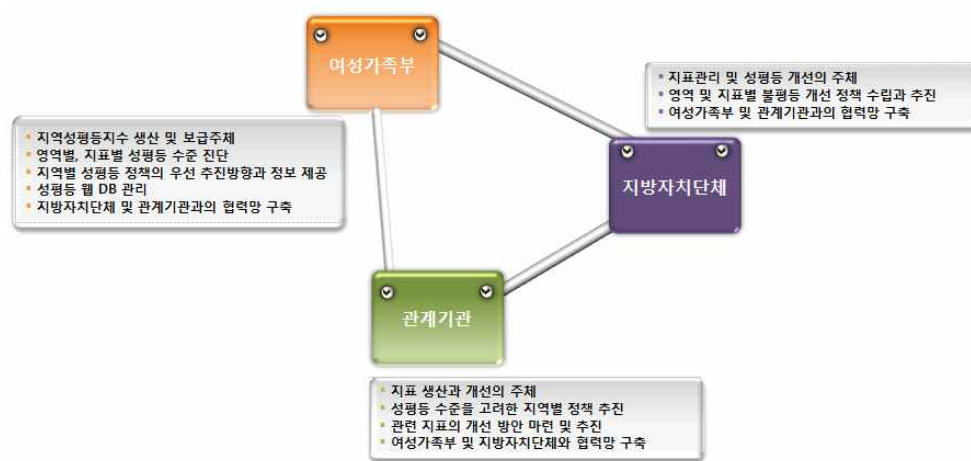 여성가족부
지역성평등지수 생산 및 보급주체
영역별, 지표별 성평등 수준 진단
지역별 성평등 정책의 우선 추진방향과 정보 제공
성평등 웹 DB 관리
지방자치단체 및 관계기관과의 협력망 구축
지표관리 및 성평등 개선의 주체
영역 및 지표별 불평등 개선 정책 수립과 추진
여성가족부 및 관계기관과의 협력망 구축
지방자치단체
관계기관
지표 생산과 개선의 주체
성평등 수준을 고려한 지역별 정책 추진
관련 지표의 개선 방안 마련 및 추진
여성가족부 및 지방자치단체와 협력망 구축